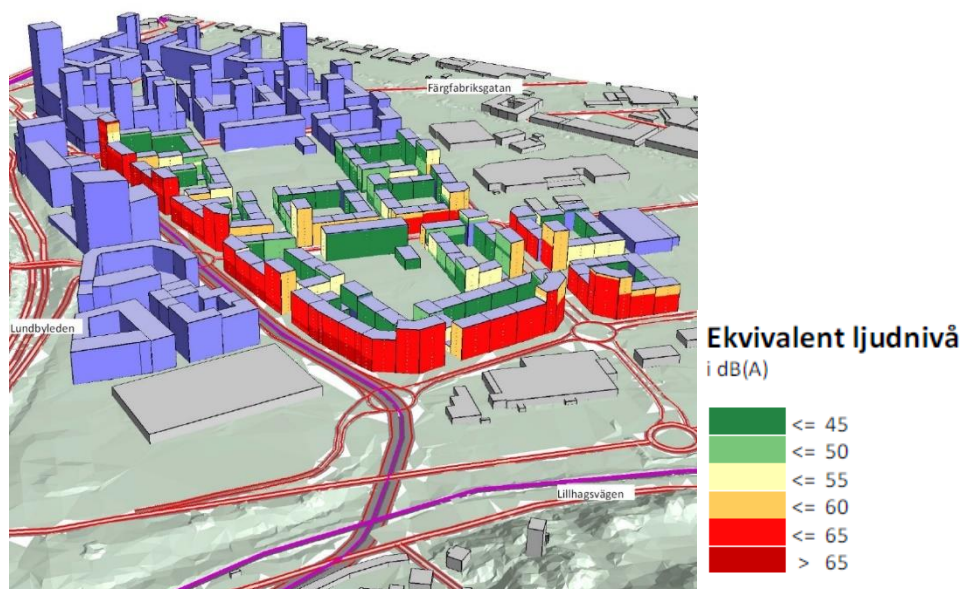 Färgfabriksgatan
Lundbyleden
Lillhagsvägen
Ekvivalent ljudnivå
i dB(A)
<= 45
<= 50
<= 55
<= 60
<= 65
> 65